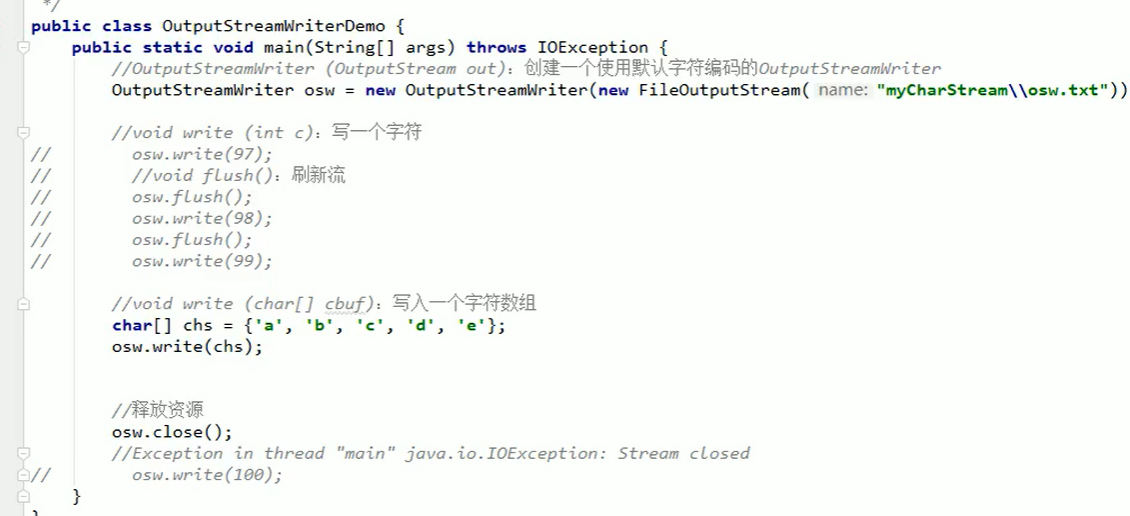 */
public class OutputStreamWriterDemo {
public static void main(String[] args) throws IOException {
//OutputStreamWriter (OutputStream out)：创建一个使用默认字符编码的OutputStreamWriter
OutputStreamWriter osw = new OutputStreamWriter(new FileOutputStream( name: "myCharStream\\osw.txt"))
//void write (int c)：写一个字符
// osw.write(97);
// //void flush()：刷新流
// osw.flush();
// osw.write(98);
// osw.flush();
// osw.write(99);
//void write (char[] cbuf)：写入一个字符数组
char[] chs = {'a', 'b', 'c', 'd', 'e'};
osw.write(chs);
//释放资源
osw.close();
//Exception in thread "main" java.io.IOException: Stream closed
// osw.write(100);
}
}